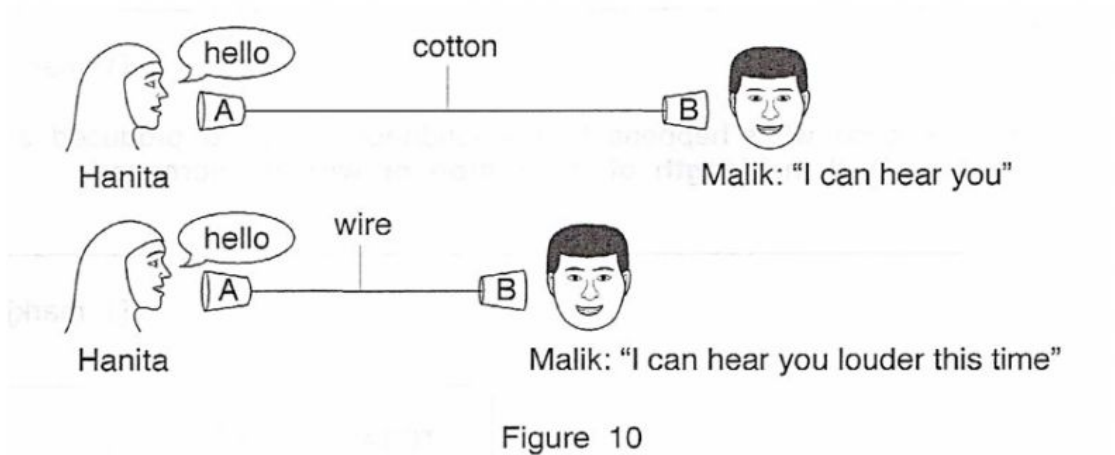 hello
cotton
A
B
Hanita
Malik: "I can hear you"
hello
wire
A
B
Hanita
Malik: "I can hear you louder this time"
Figure 10